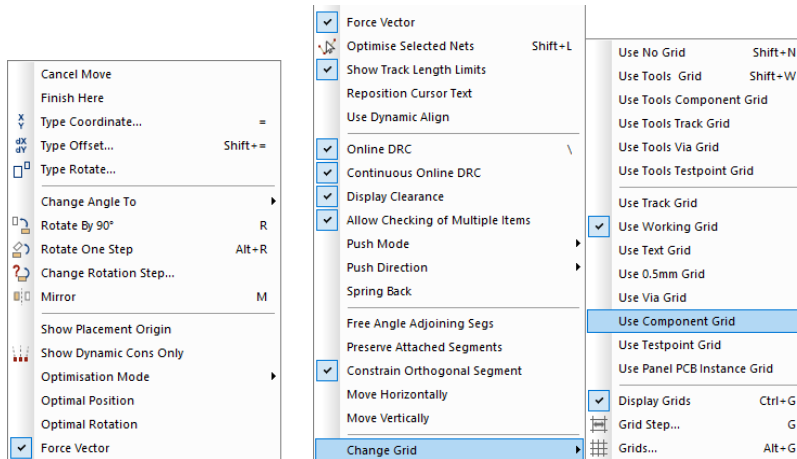 Cancel Move
Finish Here
X
Y
Type Coordinate... =
dX
dY
Type Offset... Shift+=
Type Rotate...
Change Angle To
Rotate By 90° R
Rotate One Step Alt+R
?
Change Rotation Step...
Mirror M
Show Placement Origin
Show Dynamic Cons Only
Optimisation Mode
Optimal Position
Optimal Rotation
Force Vector
Force Vector
Optimise Selected Nets Shift+L
Show Track Length Limits
Reposition Cursor Text
Use Dynamic Align
Online DRC \
Continuous Online DRC
Display Clearance
Allow Checking of Multiple Items
Push Mode
Push Direction
Spring Back
Free Angle Adjoining Segs
Preserve Attached Segments
Constrain Orthogonal Segment
Move Horizontally
Move Vertically
Change Grid
Use No Grid Shift+N
Use Tools Grid Shift+W
Use Tools Component Grid
Use Tools Track Grid
Use Tools Via Grid
Use Tools Testpoint Grid
Use Track Grid
Use Working Grid
Use Text Grid
Use 0.5mm Grid
Use Via Grid
Use Component Grid
Use Testpoint Grid
Use Panel PCB Instance Grid
Display Grids Ctrl+G
Grid Step... G
Grids... Alt+G